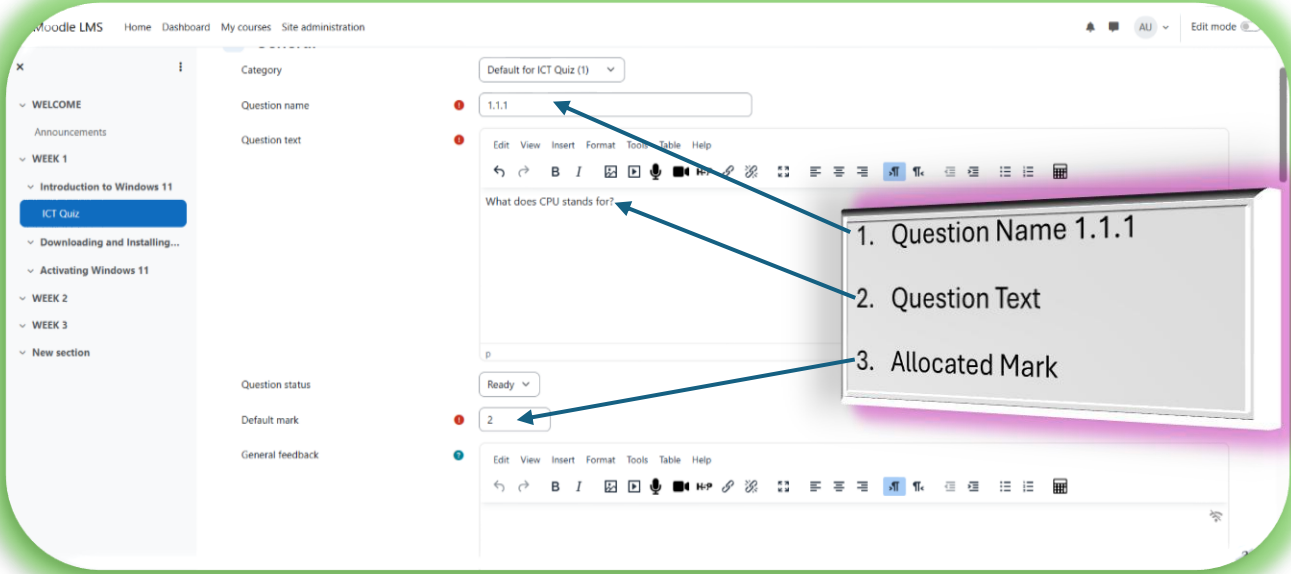 Moodle LMS Home Dashboard My courses Site administration AU Edit mode
General
WELCOME
Announcements
WEEK 1
Introduction to Windows 11
ICT Quiz
Downloading and Installing...
Activating Windows 11
WEEK 2
WEEK 3
New section
Category Default for ICT Quiz (1)
Question name 1.1.1
Question text
Edit View Insert Format Tools Table Help
B I H-P
What does CPU stands for?
p
Question status Ready
Default mark 2
General feedback
Edit View Insert Format Tools Table Help
B I H-P
1. Question Name 1.1.1
2. Question Text
3. Allocated Mark